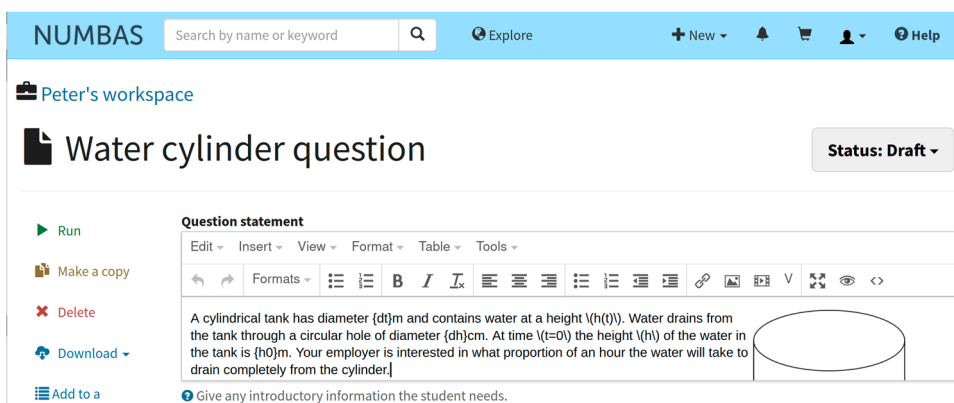 NUMBAS Search by name or keyword Explore New Help
Peter's workspace
Water cylinder question
Status: Draft
Run
Make a copy
Delete
Download
Add to a
Question statement
Edit Insert View Format Table Tools
Formats B I Tx V
A cylindrical tank has diameter {dt}m and contains water at a height \(h(t)\). Water drains from
the tank through a circular hole of diameter {dh}cm. At time \(t=0\) the height \(h\) of the water in
the tank is {h0}m. Your employer is interested in what proportion of an hour the water will take to
drain completely from the cylinder.
Give any introductory information the student needs.